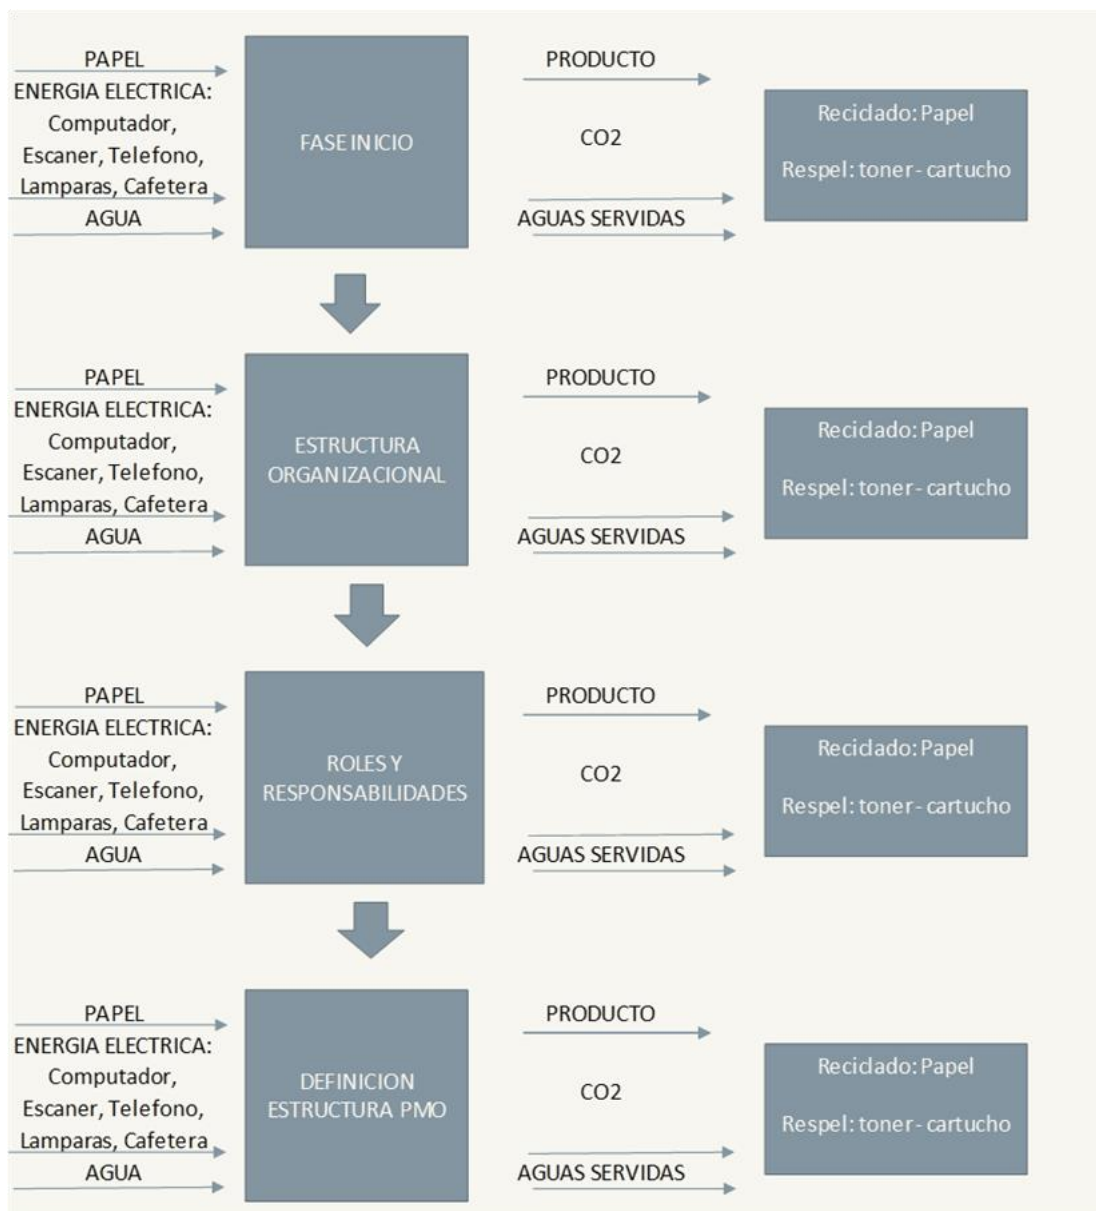 PAPEL
ENERGIA ELECTRICA:
Computador,
Escaner, Telefono,
Lamparas, Cafetera
AGUA
FASE INICIO
PRODUCTO
CO2
AGUAS SERVIDAS
Reciclado: Papel
Respel: toner - cartucho
PAPEL
ENERGIA ELECTRICA:
Computador,
Escaner, Telefono,
Lamparas, Cafetera
AGUA
ESTRUCTURA
ORGANIZACIONAL
PRODUCTO
CO2
AGUAS SERVIDAS
Reciclado: Papel
Respel: toner - cartucho
PAPEL
ENERGIA ELECTRICA:
Computador,
Escaner, Telefono,
Lamparas, Cafetera
AGUA
ROLES Y
RESPONSABILIDADES
PRODUCTO
CO2
AGUAS SERVIDAS
Reciclado: Papel
Respel: toner - cartucho
PAPEL
ENERGIA ELECTRICA:
Computador,
Escaner, Telefono,
Lamparas, Cafetera
AGUA
DEFINICION
ESTRUCTURA PMO
PRODUCTO
CO2
AGUAS SERVIDAS
Reciclado: Papel
Respel: toner - cartucho